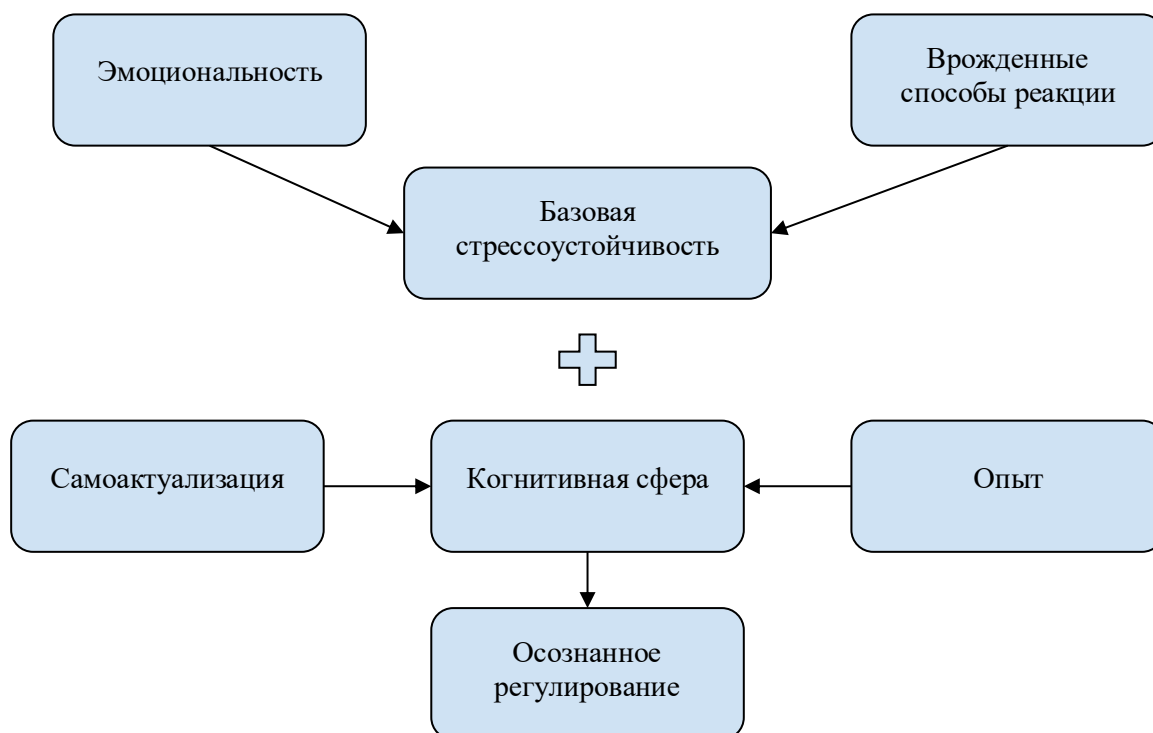 Эмоциональность
Врожденные
способы реакции
Базовая
стрессоустойчивость
Самоактуализация
Когнитивная сфера
Опыт
Осознанное
регулирование